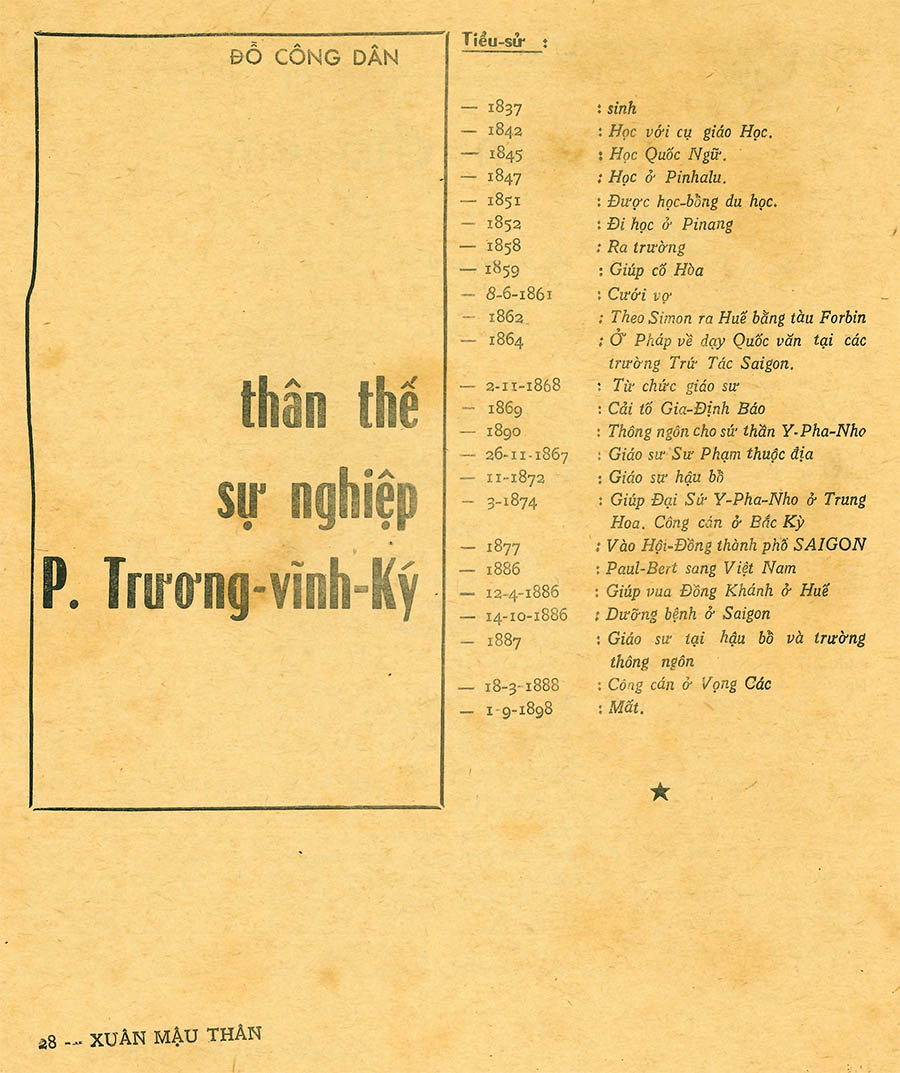 ĐỖ CÔNG DÂN
thân thế
sự nghiệp
P. Trương-vĩnh-Ký
Tiểu-sử :
— 1837 : sinh
— 1842 : Học với cụ giáo Học.
— 1845 : Học Quốc Ngữ.
— 1847 : Học ở Pinhalu.
— 1851 : Được học-bổng du học.
— 1852 : Đi học ở Pinang
— 1858 : Ra trường
— 1859 : Giúp cố Hòa
— 8-6-1861 : Cưới vợ
— 1862 : Theo Simon ra Huế bằng tàu Forbin
— 1864 : Ở Pháp về dạy Quốc văn tại các
trường Trứ Tác Saigon.
— 2-11-1868 : Từ chức giáo sư
— 1869 : Cải tổ Gia-Định Báo
— 1890 : Thông ngôn cho sứ thần Y-Pha-Nho
— 26-11-1867 : Giáo sư Sư Phạm thuộc địa
— 11-1872 : Giáo sư hậu bổ
— 3-1874 : Giúp Đại Sứ Y-Pha-Nho ở Trung
Hoa. Công cán ở Bắc Kỳ
— 1877 : Vào Hội-Đồng thành phố SAIGON
— 1886 : Paul-Bert sang Việt Nam
— 12-4-1886 : Giúp vua Đồng Khánh ở Huế
— 14-10-1886 : Dưỡng bệnh ở Saigon
— 1887 : Giáo sư tại hậu bổ và trường
thông ngôn
— 18-3-1888 : Công cán ở Vọng Các
— 1-9-1898 : Mất.
28 — XUÂN MẬU THÂN